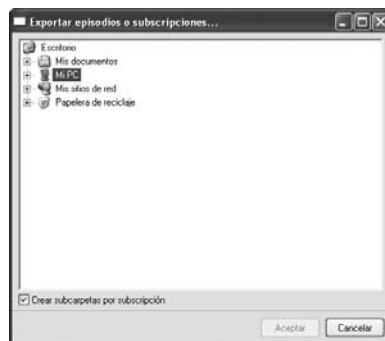 Exportar episodios o subscripciones...
Escritorio
Mis documentos
Mi PC
Mis sitios de red
Papelera de reciclaje
Crear subcarpetas por subscripción
Aceptar Cancelar